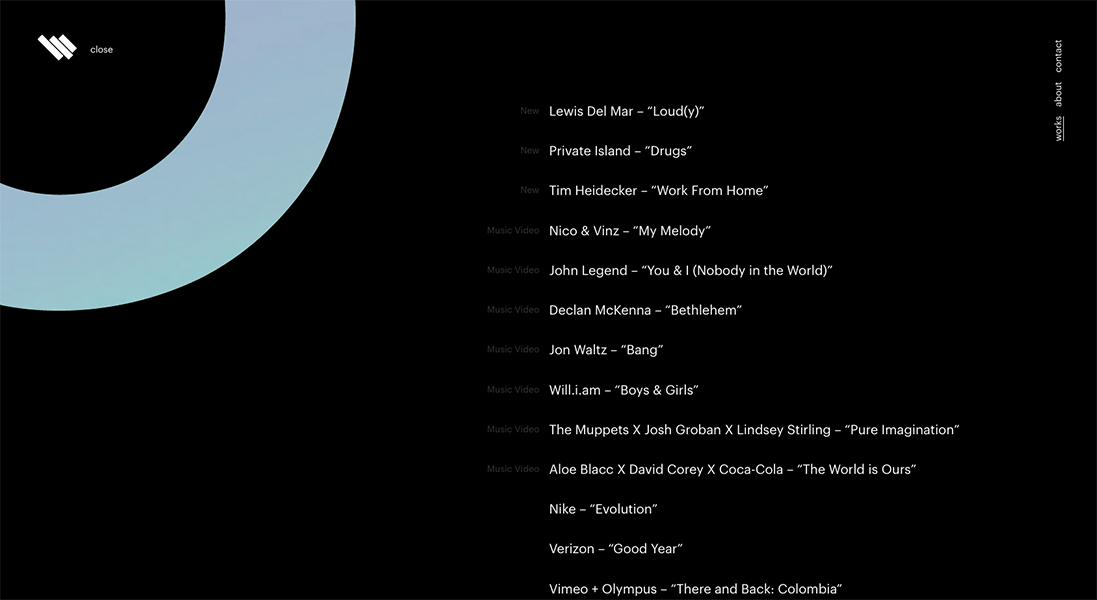 close
contact
about
works
New Lewis Del Mar – “Loud(y)”
New Private Island – “Drugs”
New Tim Heidecker – “Work From Home”
Music Video Nico & Vinz – “My Melody”
Music Video John Legend – “You & I (Nobody in the World)”
Music Video Declan McKenna – “Bethlehem”
Music Video Jon Waltz – “Bang”
Music Video Will.i.am – “Boys & Girls”
Music Video The Muppets X Josh Groban X Lindsey Stirling – “Pure Imagination”
Music Video Aloe Blacc X David Corey X Coca-Cola – “The World is Ours”
Nike – “Evolution”
Verizon – “Good Year”
Vimeo + Olympus – “There and Back: Colombia”